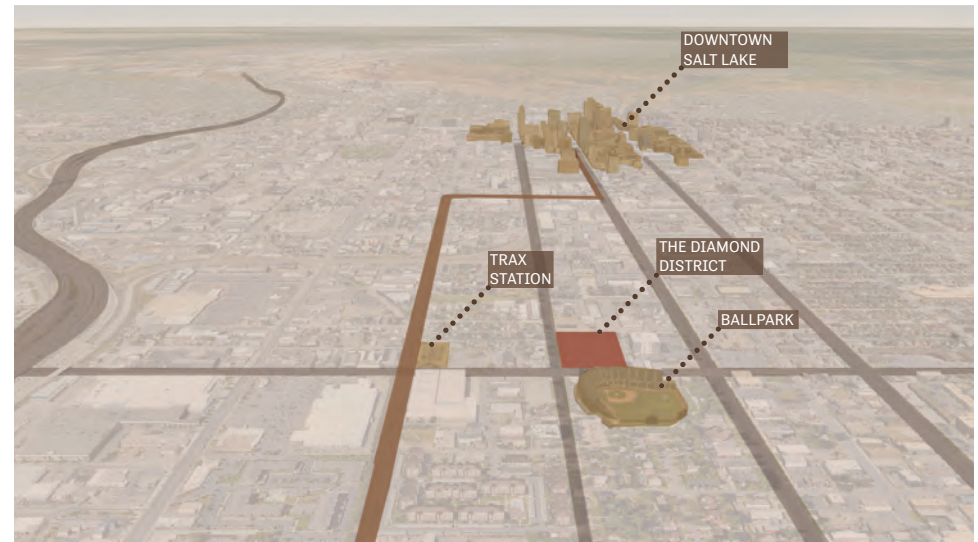 DOWNTOWN
SALT LAKE
THE DIAMOND
DISTRICT
TRAX
STATION
BALLPARK